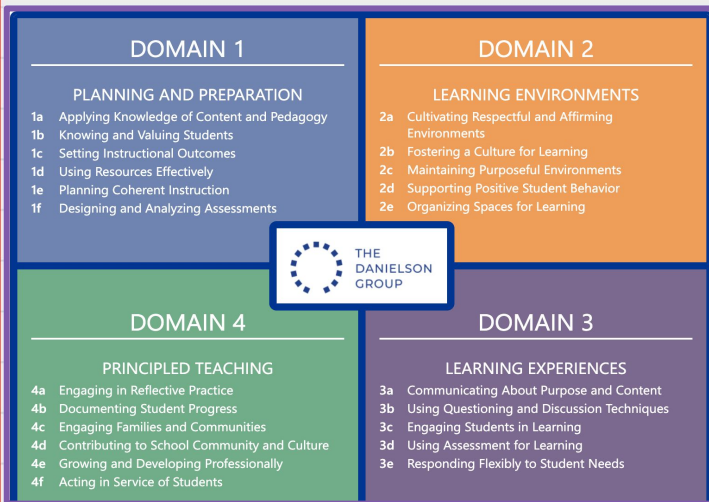 DOMAIN 1
PLANNING AND PREPARATION
1a Applying Knowledge of Content and Pedagogy
1b Knowing and Valuing Students
1c Setting Instructional Outcomes
1d Using Resources Effectively
1e Planning Coherent Instruction
1f Designing and Analyzing Assessments
DOMAIN 2
LEARNING ENVIRONMENTS
2a Cultivating Respectful and Affirming
Environments
2b Fostering a Culture for Learning
2c Maintaining Purposeful Environments
2d Supporting Positive Student Behavior
2e Organizing Spaces for Learning
THE
DANIELSON
GROUP
DOMAIN 4
PRINCIPLED TEACHING
4a Engaging in Reflective Practice
4b Documenting Student Progress
4c Engaging Families and Communities
4d Contributing to School Community and Culture
4e Growing and Developing Professionally
4f Acting in Service of Students
DOMAIN 3
LEARNING EXPERIENCES
3a Communicating About Purpose and Content
3b Using Questioning and Discussion Techniques
3c Engaging Students in Learning
3d Using Assessment for Learning
3e Responding Flexibly to Student Needs